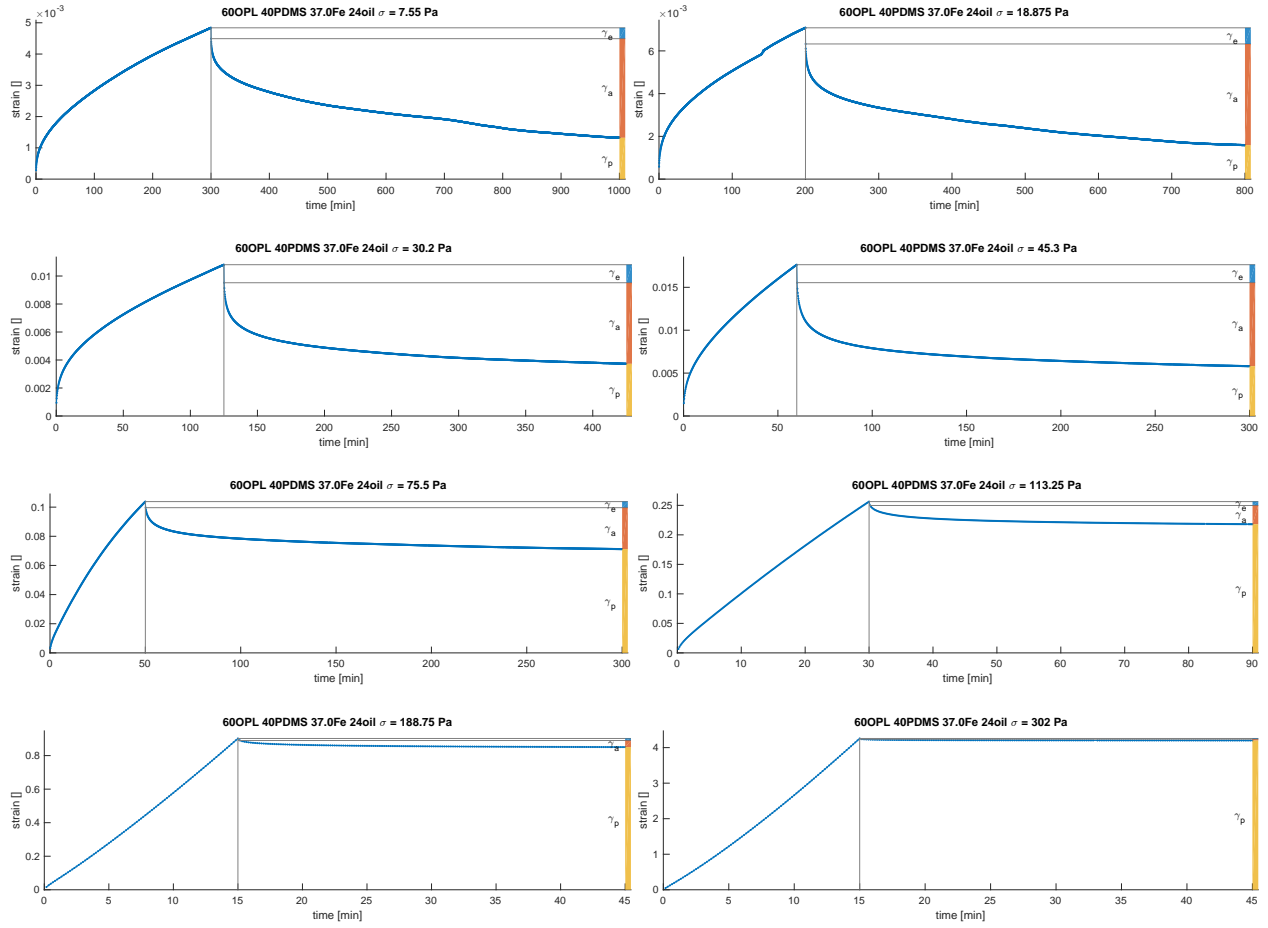 60OPL 40PDMS 37.0Fe 24oil σ = 7.55 Pa
×10⁻³
strain []
5
4
3
2
1
0
γe
γa
γp
0 100 200 300 400 500 600 700 800 900 1000
time [min]
60OPL 40PDMS 37.0Fe 24oil σ = 18.875 Pa
×10⁻³
strain []
6
4
2
0
γe
γa
γp
0 100 200 300 400 500 600 700 800
time [min]
60OPL 40PDMS 37.0Fe 24oil σ = 30.2 Pa
strain []
0.01
0.008
0.006
0.004
0.002
0
γe
γa
γp
0 50 100 150 200 250 300 350 400
time [min]
60OPL 40PDMS 37.0Fe 24oil σ = 45.3 Pa
strain []
0.015
0.01
0.005
0
γe
γa
γp
0 50 100 150 200 250 300
time [min]
60OPL 40PDMS 37.0Fe 24oil σ = 75.5 Pa
strain []
0.1
0.08
0.06
0.04
0.02
0
γe
γa
γp
0 50 100 150 200 250 300
time [min]
60OPL 40PDMS 37.0Fe 24oil σ = 113.25 Pa
strain []
0.25
0.2
0.15
0.1
0.05
0
γe
γa
γp
0 10 20 30 40 50 60 70 80 90
time [min]
60OPL 40PDMS 37.0Fe 24oil σ = 188.75 Pa
strain []
0.8
0.6
0.4
0.2
0
γa
γp
0 5 10 15 20 25 30 35 40 45
time [min]
60OPL 40PDMS 37.0Fe 24oil σ = 302 Pa
strain []
4
3
2
1
0
γp
0 5 10 15 20 25 30 35 40 45
time [min]